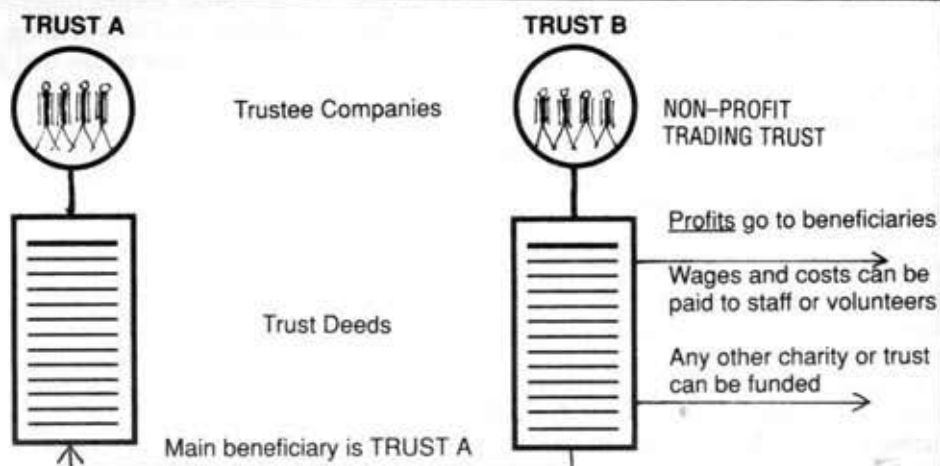 TRUST A
TRUST B
Trustee Companies
NON–PROFIT
TRADING TRUST
Profits go to beneficiaries
Wages and costs can be
paid to staff or volunteers
Trust Deeds
Any other charity or trust
can be funded
Main beneficiary is TRUST A